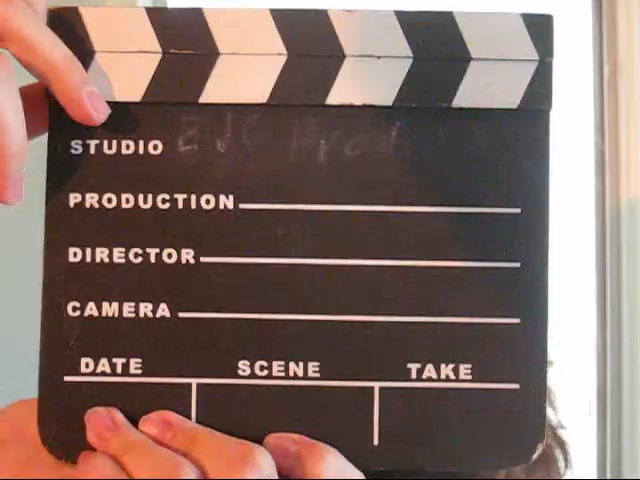 STUDIO
PRODUCTION
DIRECTOR
CAMERA
DATE SCENE TAKE